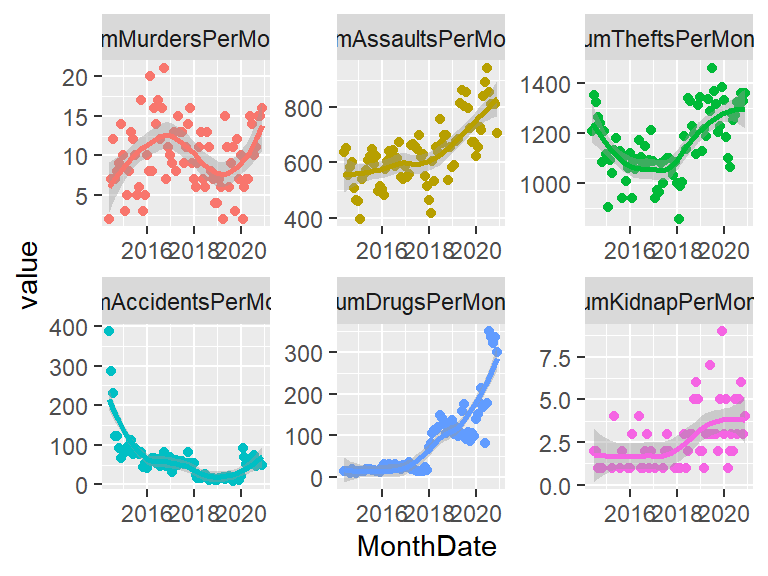 umMurdersPerMo
mAssaultsPerMo
umTheftsPerMon
20
15
10
5
800
600
400
1400
1200
1000
2016 2018 2020
2016 2018 2020
2016 2018 2020
value
mAccidentsPerMo
umDrugsPerMon
umKidnapPerMon
400
300
200
100
0
300
200
100
0
7.5
5.0
2.5
0.0
2016 2018 2020
2016 2018 2020
2016 2018 2020
MonthDate